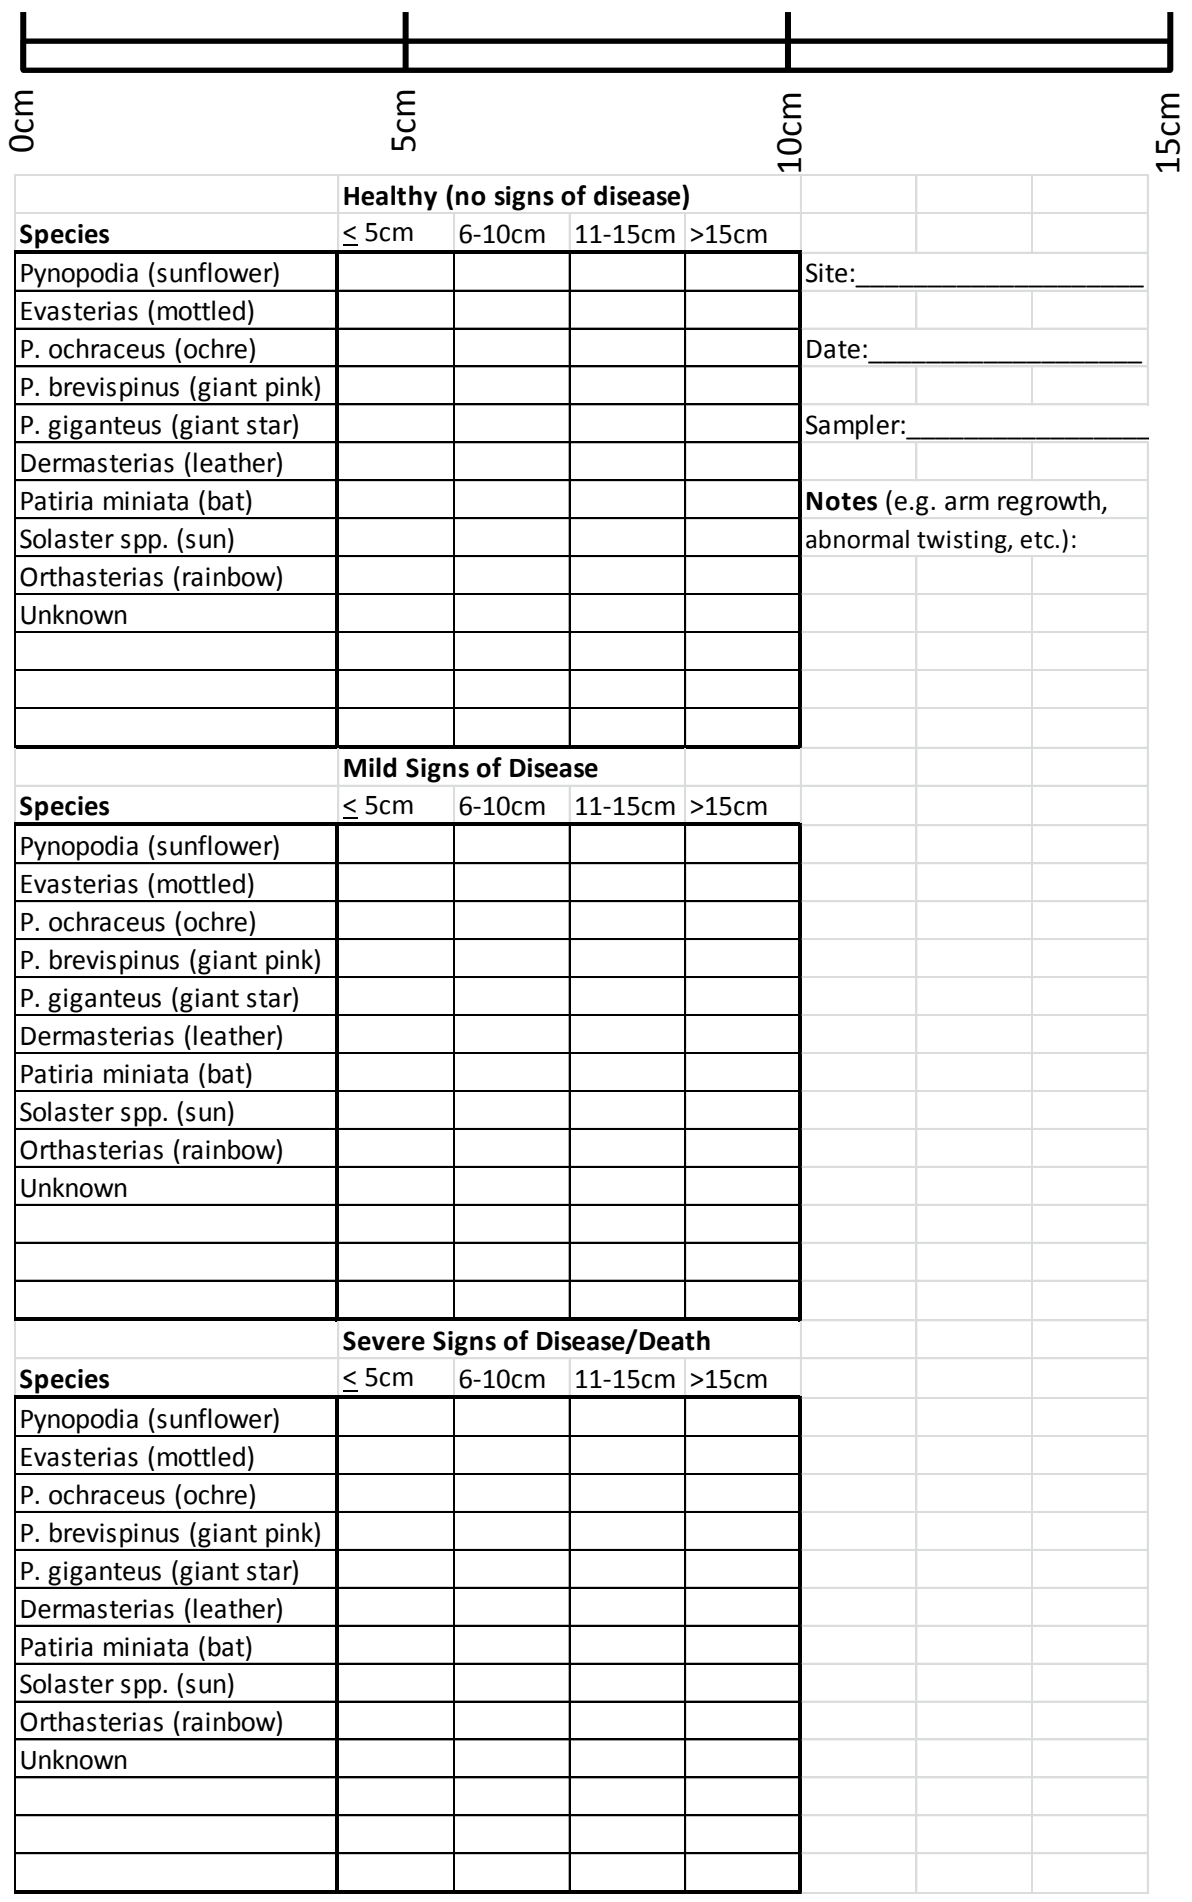 0cm 5cm 10cm 15cm
Healthy (no signs of disease)
Species ≤ 5cm 6-10cm 11-15cm >15cm
Pynopodia (sunflower) Site:____________________
Evasterias (mottled)
P. ochraceus (ochre) Date:___________________
P. brevispinus (giant pink)
P. giganteus (giant star) Sampler:_________________
Dermasterias (leather)
Patiria miniata (bat) Notes (e.g. arm regrowth,
Solaster spp. (sun) abnormal twisting, etc.):
Orthasterias (rainbow)
Unknown
Mild Signs of Disease
Species ≤ 5cm 6-10cm 11-15cm >15cm
Pynopodia (sunflower)
Evasterias (mottled)
P. ochraceus (ochre)
P. brevispinus (giant pink)
P. giganteus (giant star)
Dermasterias (leather)
Patiria miniata (bat)
Solaster spp. (sun)
Orthasterias (rainbow)
Unknown
Severe Signs of Disease/Death
Species ≤ 5cm 6-10cm 11-15cm >15cm
Pynopodia (sunflower)
Evasterias (mottled)
P. ochraceus (ochre)
P. brevispinus (giant pink)
P. giganteus (giant star)
Dermasterias (leather)
Patiria miniata (bat)
Solaster spp. (sun)
Orthasterias (rainbow)
Unknown